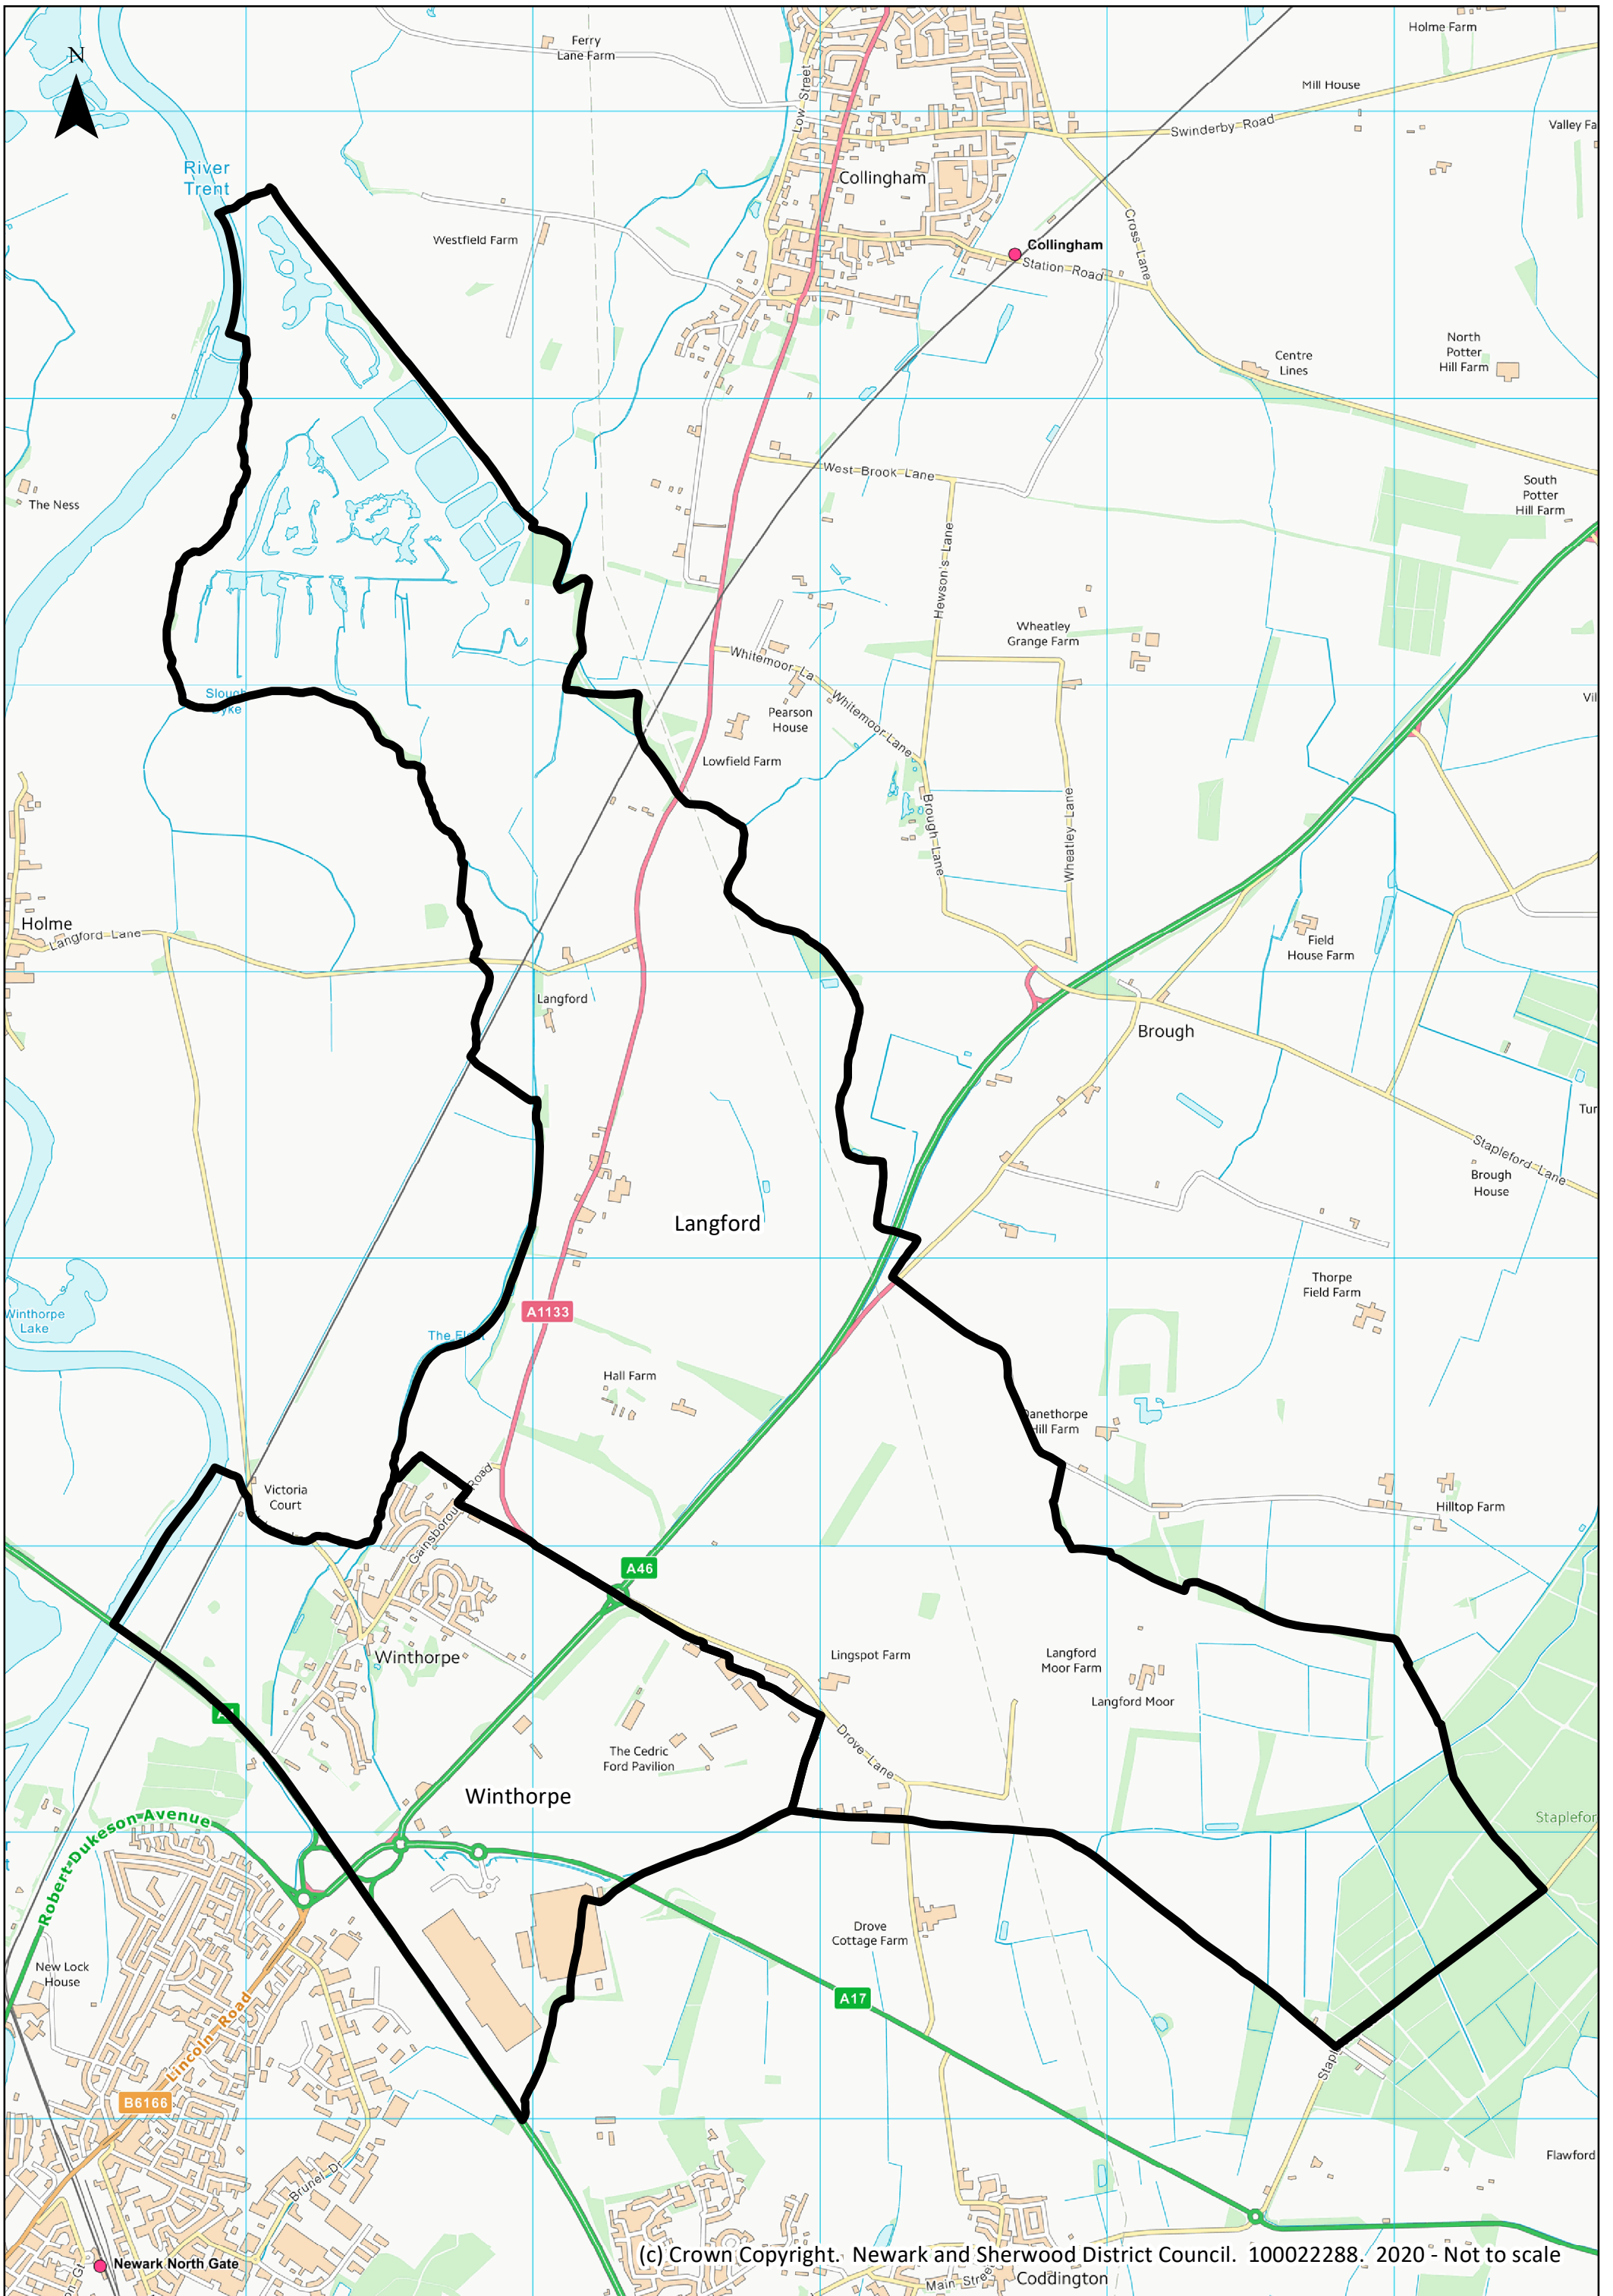 N
Ferry
Lane Farm
Holme Farm
Mill House
Low Street
Swinderby Road
River
Trent
Collingham
Westfield Farm
Cross Lane
Collingham
Station Road
Centre
Lines
North
Potter
Hill Farm
West Brook Lane
The Ness
South
Potter
Hill Farm
Hewson's Lane
Wheatley
Grange Farm
Whitemoor La
Whitemoor Lane
Pearson
House
Lowfield Farm
Brough Lane
Wheatley Lane
Holme
Langford Lane
Field
House Farm
Langford
Brough
Stapleford Lane
Brough
House
Langford
Thorpe
Field Farm
Winthorpe
Lake
A1133
Hall Farm
Hill Farm
Victoria
Court
Road
Hilltop Farm
A46
Winthorpe
Lingspot Farm
Langford
Moor Farm
Langford Moor
Drove Lane
The Cedric
Ford Pavilion
Winthorpe
Robert Dukeson Avenue
Drove
Cottage Farm
New Lock
House
A17
Lincoln Road
B6166
Brunel Dr
Flawford
Newark North Gate
(c) Crown Copyright. Newark and Sherwood District Council. 100022288. 2020 - Not to scale
Main Street
Coddington